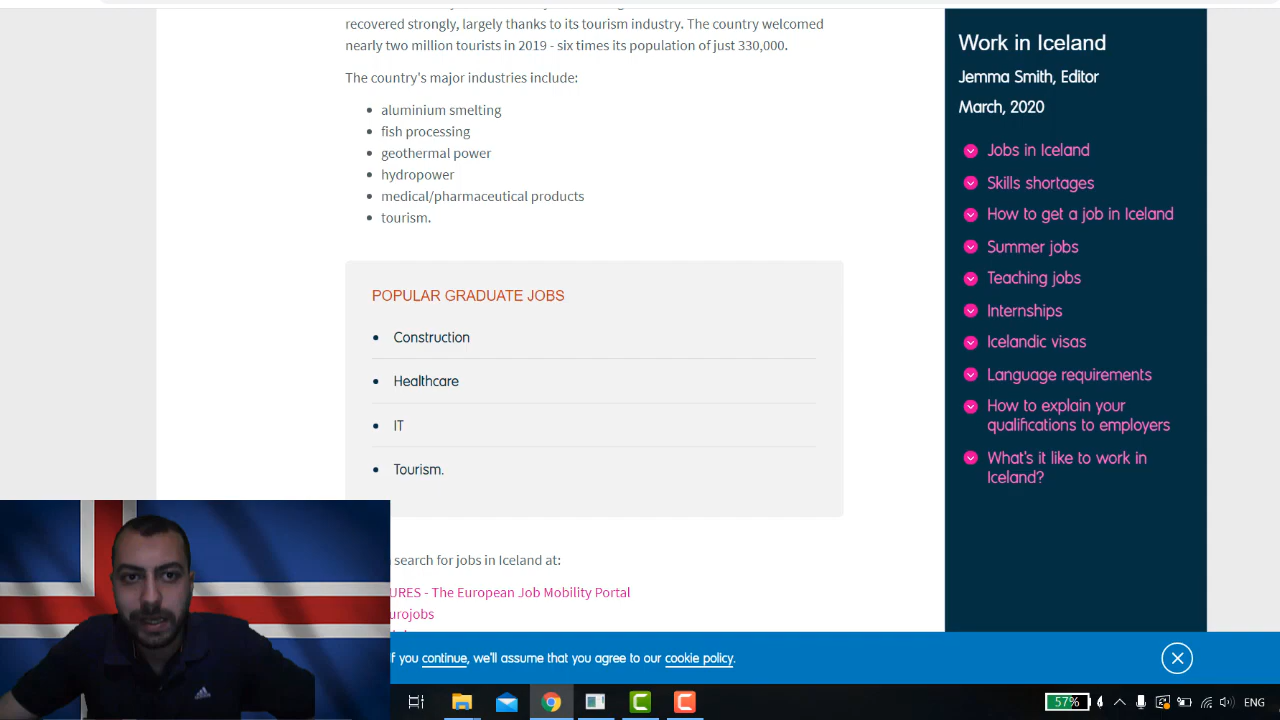 recovered strongly, largely thanks to its tourism industry. The country welcomed
nearly two million tourists in 2019 - six times its population of just 330,000.
The country's major industries include:
aluminium smelting
fish processing
geothermal power
hydropower
medical/pharmaceutical products
tourism.
POPULAR GRADUATE JOBS
Construction
Healthcare
IT
Tourism.
search for jobs in Iceland at:
URES - The European Job Mobility Portal
urojobs
Work in Iceland
Jemma Smith, Editor
March, 2020
Jobs in Iceland
Skills shortages
How to get a job in Iceland
Summer jobs
Teaching jobs
Internships
Icelandic visas
Language requirements
How to explain your
qualifications to employers
What's it like to work in
Iceland?
If you continue, we'll assume that you agree to our cookie policy.
57%
ENG